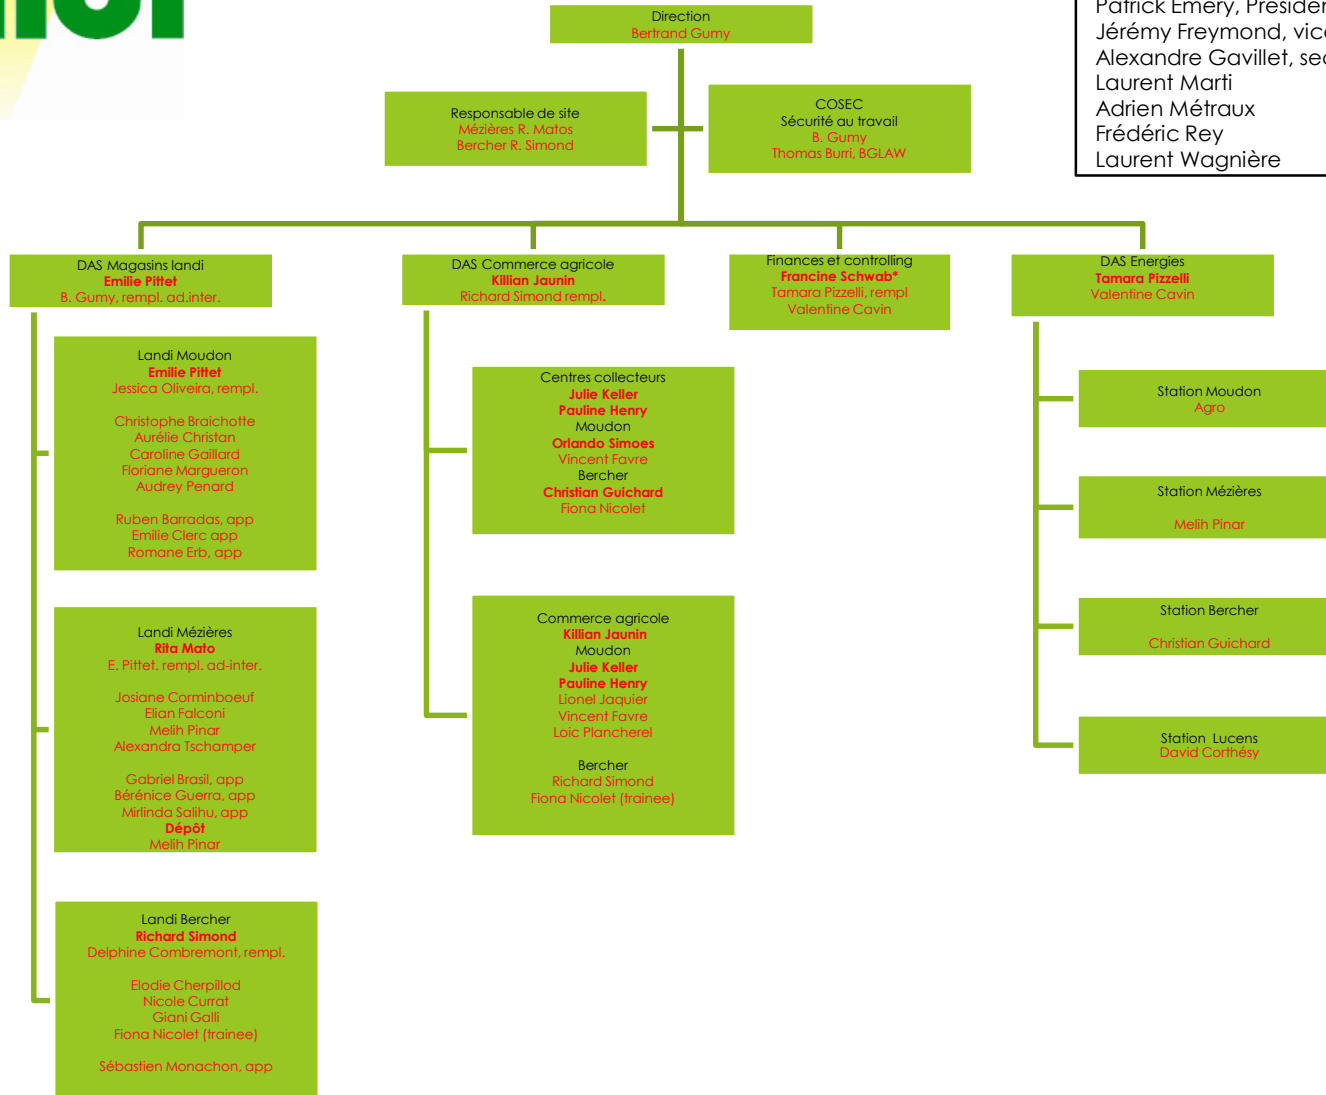 Direction
Bertrand Gumy
Patrick Emery,
Jérémy Freymond,
Alexandre Gavillet,
Laurent Marti
Adrien Métraux
Frédéric Rey
Laurent Wagnière
Responsable de site
Mézières R. Matos
Bercher R. Simond
COSEC
Sécurité au travail
B. Gumy
Thomas Burri, BGLAW
DAS Magasins landi
Emilie Pittet
B. Gumy, rempl. ad.inter.
DAS Commerce agricole
Killian Jaunin
Richard Simond rempl.
Finances et controlling
Francine Schwab*
Tamara Pizzelli, rempl
Valentine Cavin
DAS Energies
Tamara Pizzelli
Valentine Cavin
Landi Moudon
Emilie Pittet
Jessica Oliveira, rempl.
Christophe Braichotte
Aurélie Christan
Caroline Gaillard
Floriane Margueron
Audrey Penard
Ruben Barradas, app
Emilie Clerc app
Romane Erb, app
Landi Mézières
Rita Mato
E. Pittet. rempl. ad-inter.
Josiane Corminboeuf
Elian Falconi
Melih Pinar
Alexandra Tschamper
Gabriel Brasil, app
Bérénice Guerra, app
Mirlinda Salihu, app
Dépôt
Melih Pinar
Landi Bercher
Richard Simond
Delphine Combremont, rempl.
Elodie Cherpillod
Nicole Currat
Giani Galli
Fiona Nicolet (trainee)
Sébastien Monachon, app
Centres collecteurs
Julie Keller
Pauline Henry
Moudon
Orlando Simoes
Vincent Favre
Bercher
Christian Guichard
Fiona Nicolet
Commerce agricole
Killian Jaunin
Moudon
Julie Keller
Pauline Henry
Lionel Jaquier
Vincent Favre
Loic Plancherel
Bercher
Richard Simond
Fiona Nicolet (trainee)
Station Moudon
Agro
Station Mézières
Melih Pinar
Station Bercher
Christian Guichard
Station Lucens
David Corthésy